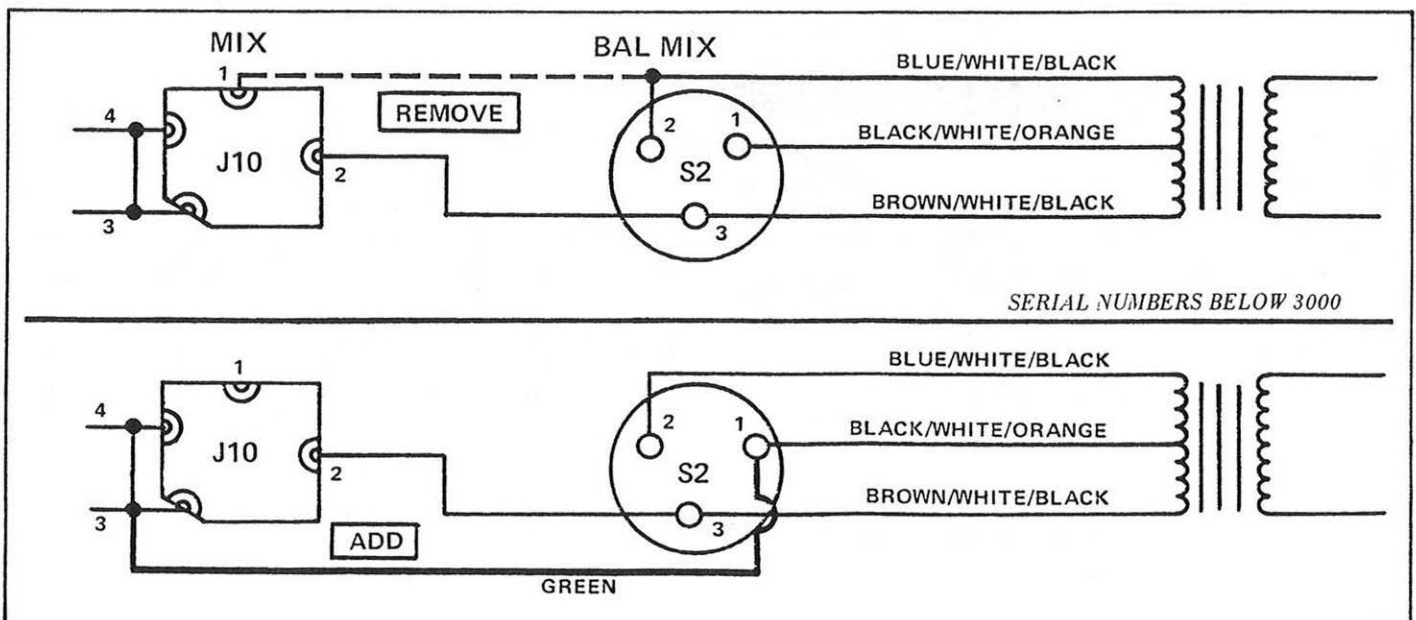 MIX
BAL MIX
1
BLUE/WHITE/BLACK
REMOVE
4
2
1
BLACK/WHITE/ORANGE
J10
2
S2
3
BROWN/WHITE/BLACK
3
SERIAL NUMBERS BELOW 3000
1
BLUE/WHITE/BLACK
4
2
1
BLACK/WHITE/ORANGE
J10
2
S2
3
BROWN/WHITE/BLACK
3
ADD
GREEN